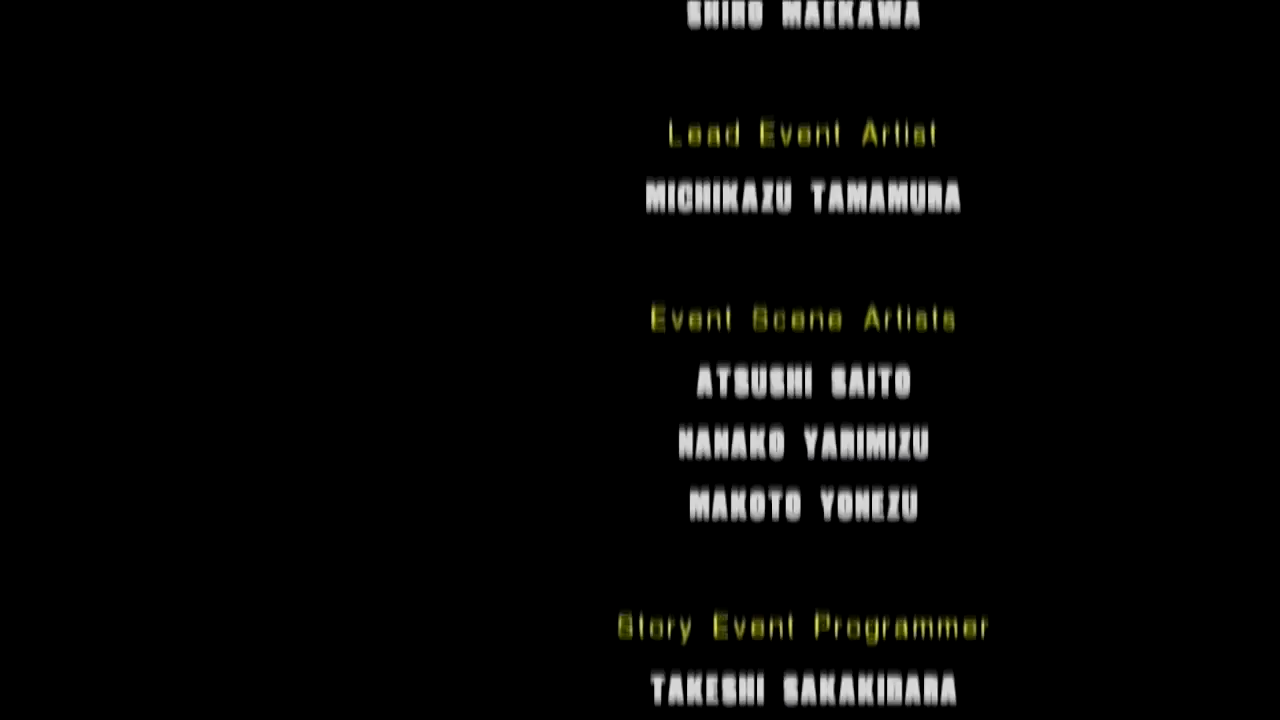 SHIRO MAEKAWA
Lead Event Artist
MICHIKAZU TAMAMURA
Event Scene Artists
ATSUSHI SAITO
NANAKO YARIMIZU
MAKOTO YONEZU
Story Event Programmer
TAKESHI SAKAKIBARA